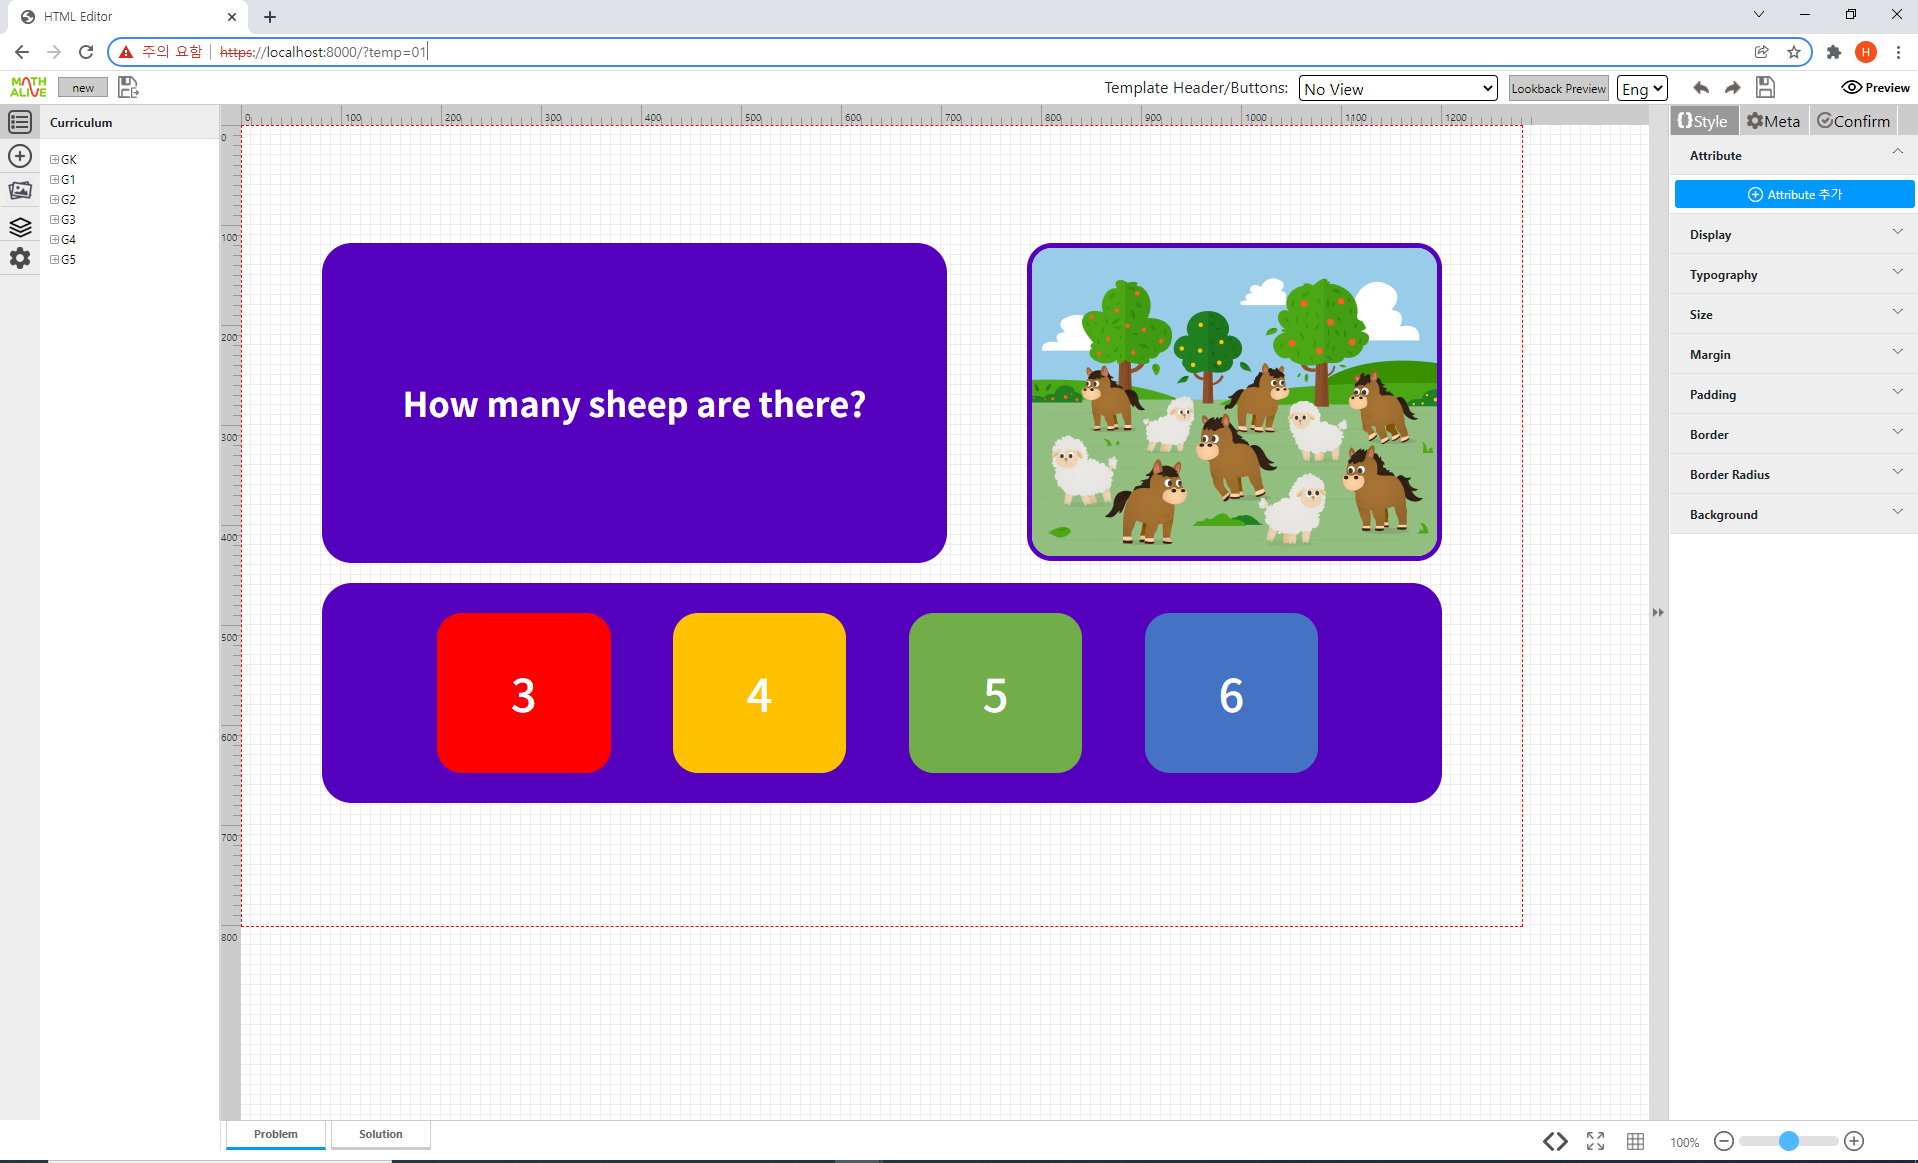 HTML Editor
주의 요함 https://localhost:8000/?temp=01
H
MATH ALIVE
new
Template Header/Buttons: No View Lookback Preview Eng Preview
Curriculum
GK
G1
G2
G3
G4
G5
0 100 200 300 400 500 600 700 800 900 1000 1100 1200
0
100
200
300
400
500
600
700
800
How many sheep are there?
3 4 5 6
Style Meta Confirm
Attribute
Attribute 추가
Display
Typography
Size
Margin
Padding
Border
Border Radius
Background
Problem Solution
100%